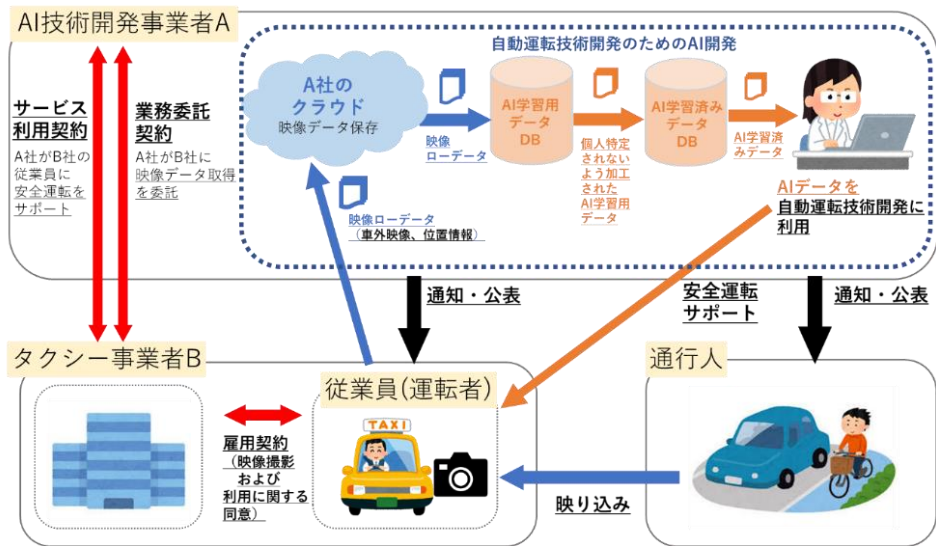 AI技術開発事業者A
自動運転技術開発のためのAI開発
サービス
利用契約
A社がB社の
従業員に
安全運転を
サポート
業務委託
契約
A社がB社に
映像データ取得
を委託
A社の
クラウド
映像データ保存
映像
ローデータ
AI学習用
データ
DB
個人特定
されない
よう加工
された
AI学習用
データ
AI学習済み
データ
DB
AI学習済
みデータ
AIデータを
自動運転技術開発に
利用
映像ローデータ
(車外映像、位置情報)
通知・公表
安全運転
サポート
通知・公表
タクシー事業者B
従業員(運転者)
通行人
TAXI
雇用契約
(映像撮影
および
利用に関する
同意)
映り込み